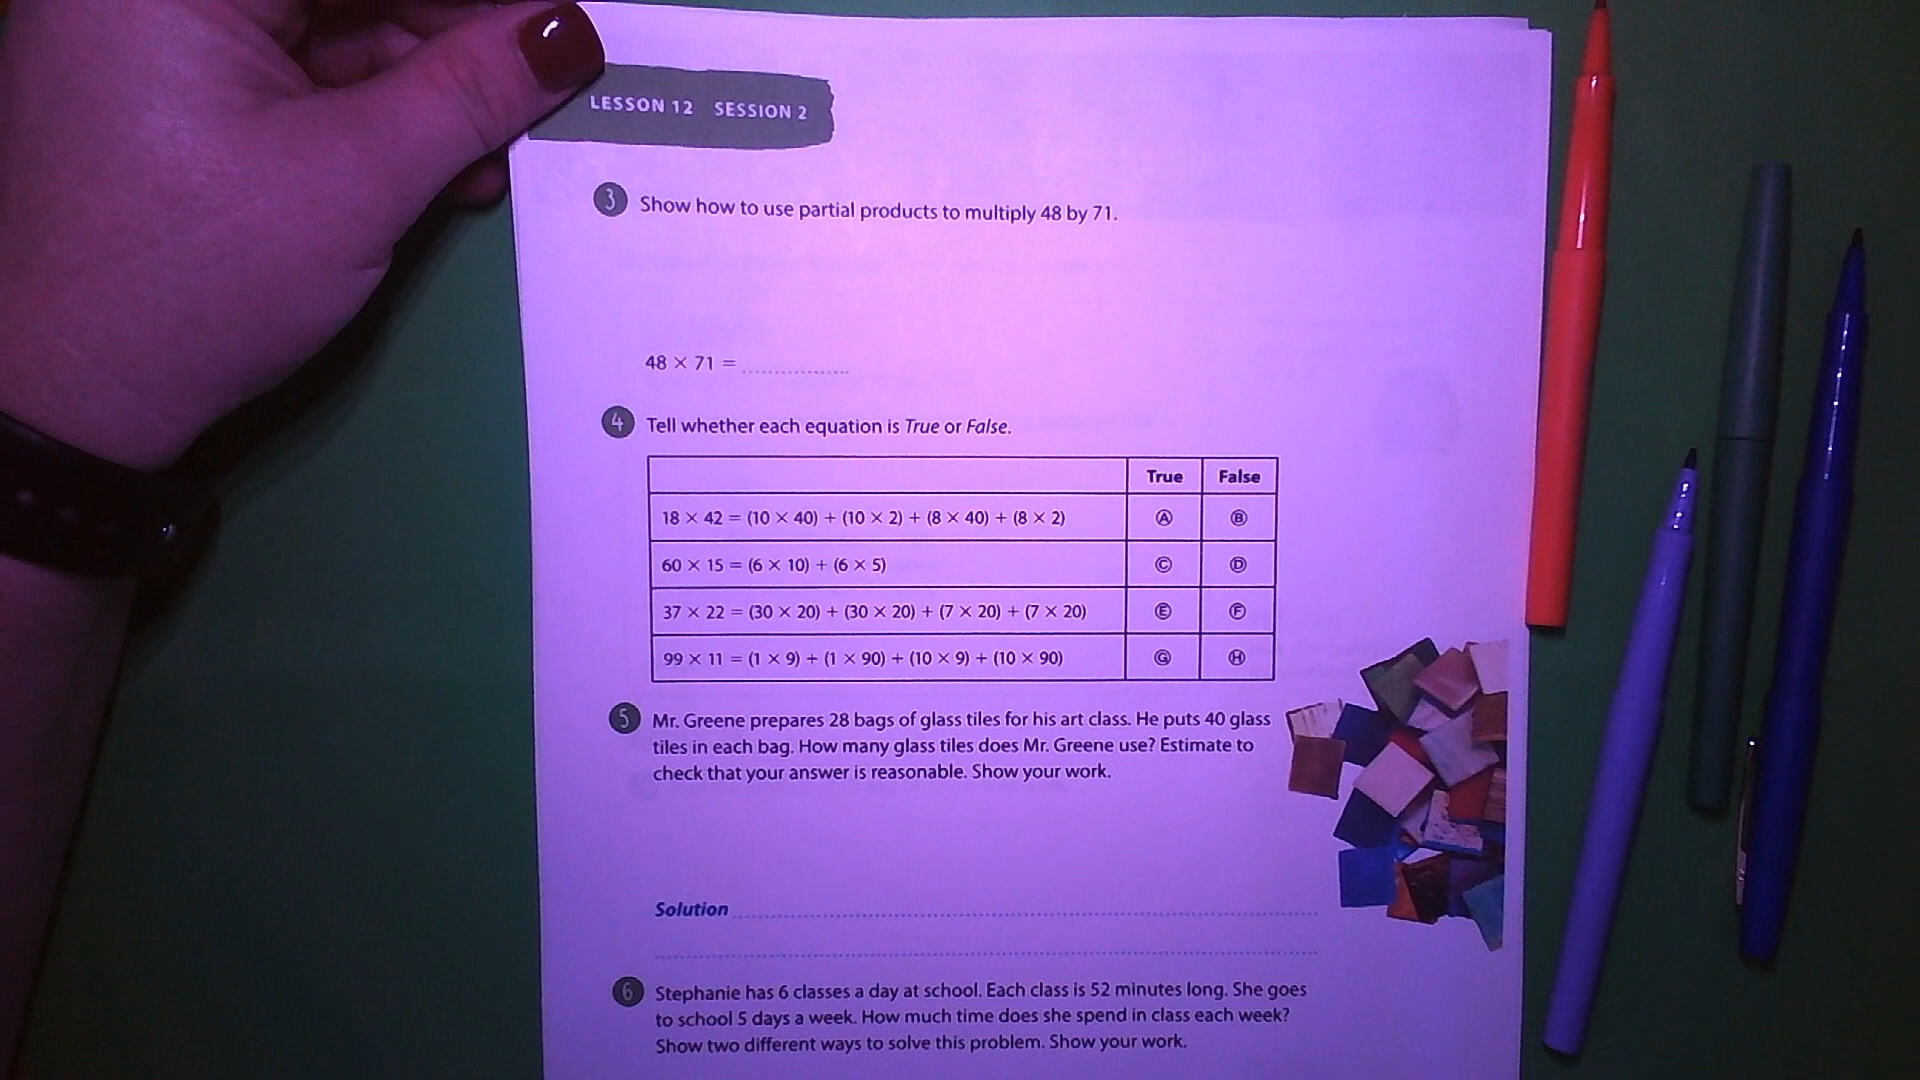 LESSON 12 SESSION 2
3 Show how to use partial products to multiply 48 by 71.
48 × 71 = ................
4 Tell whether each equation is True or False.
True False
18 × 42 = (10 × 40) + (10 × 2) + (8 × 40) + (8 × 2) Ⓐ Ⓑ
60 × 15 = (6 × 10) + (6 × 5) Ⓒ Ⓓ
37 × 22 = (30 × 20) + (30 × 20) + (7 × 20) + (7 × 20) Ⓔ Ⓕ
99 × 11 = (1 × 9) + (1 × 90) + (10 × 9) + (10 × 90) Ⓖ Ⓗ
5 Mr. Greene prepares 28 bags of glass tiles for his art class. He puts 40 glass
tiles in each bag. How many glass tiles does Mr. Greene use? Estimate to
check that your answer is reasonable. Show your work.
Solution
6 Stephanie has 6 classes a day at school. Each class is 52 minutes long. She goes
to school 5 days a week. How much time does she spend in class each week?
Show two different ways to solve this problem. Show your work.